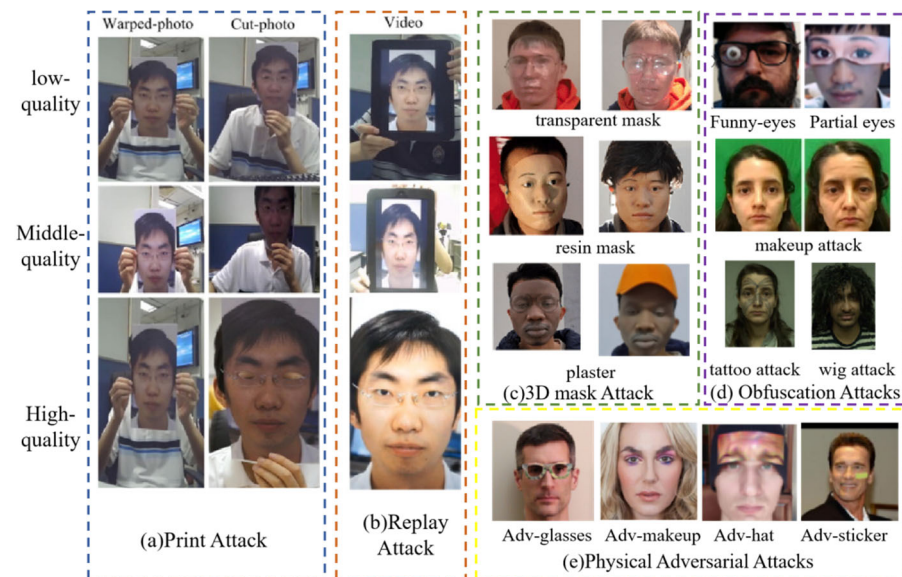 Warped-photo
Cut-photo
Video
low-
quality
Middle-
quality
High-
quality
(a)Print Attack
(b)Replay
Attack
transparent mask
resin mask
plaster
(c)3D mask Attack
Funny-eyes
Partial eyes
makeup attack
tattoo attack
wig attack
(d) Obfuscation Attacks
Adv-glasses
Adv-makeup
Adv-hat
Adv-sticker
(e)Physical Adversarial Attacks